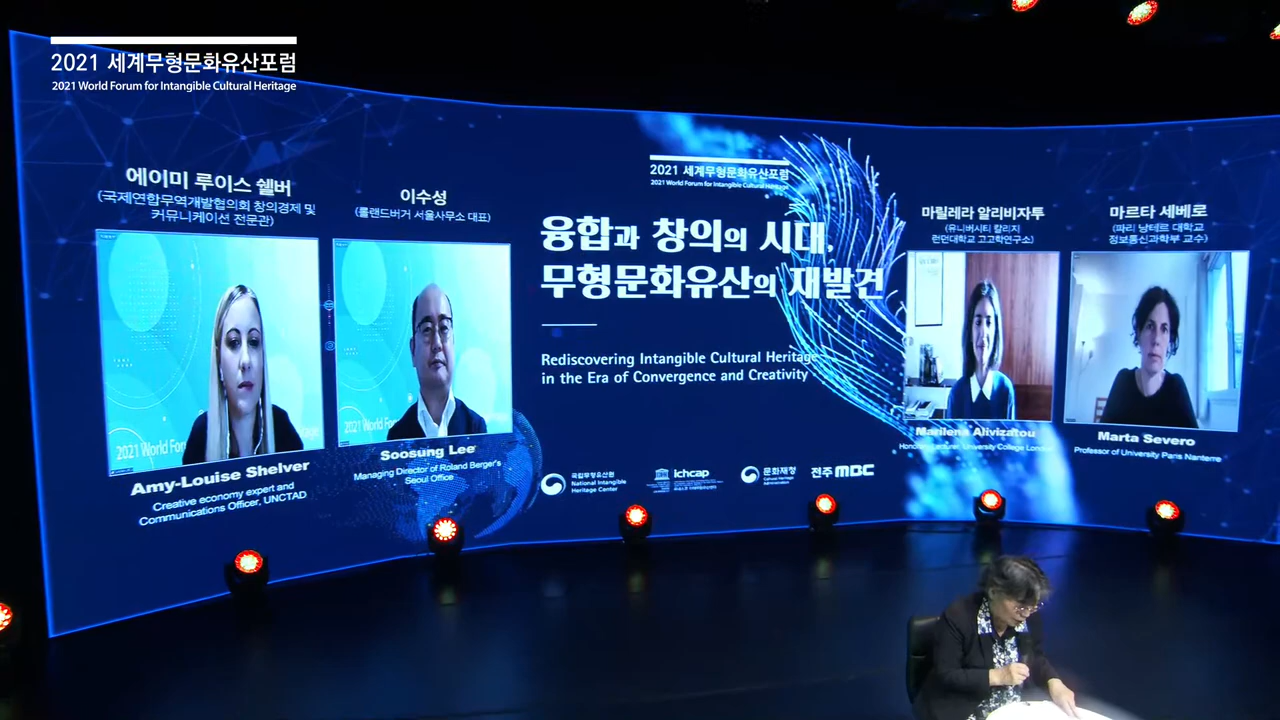 2021 세계무형문화유산포럼
2021 World Forum for Intangible Cultural Heritage
에이미 루이스 쉘버
(국제연합무역개발협의회 창의경제 및
커뮤니케이션 전문관)
2021 World For
Amy-Louise Shelver
Creative economy expert and
Communications Officer, UNCTAD
이수성
(롤랜드버거 서울사무소 대표)
2021 World Fo
Soosung Lee
Managing Director of Roland Berger's
Seoul Office
2021 세계무형문화유산포럼
2021 World Forum for Intangible Cultural Heritage
융합과 창의의 시대,
무형문화유산의 재발견
Rediscovering Intangible Cultural Heritage
in the Era of Convergence and Creativity
국립무형유산원
National Intangible
Heritage Center
unesco
ichcap
문화재청
Cultural Heritage
Administration
전주MBC
마릴레라 알리비자투
(유니버시티 칼리지
런던대학교 고고학연구소)
Marilena Alivizatou
Honorary Lecturer, University College London
마르타 세베로
(파리 낭테르 대학교
정보통신과학부 교수)
Marta Severo
Professor of University Paris Nanterre